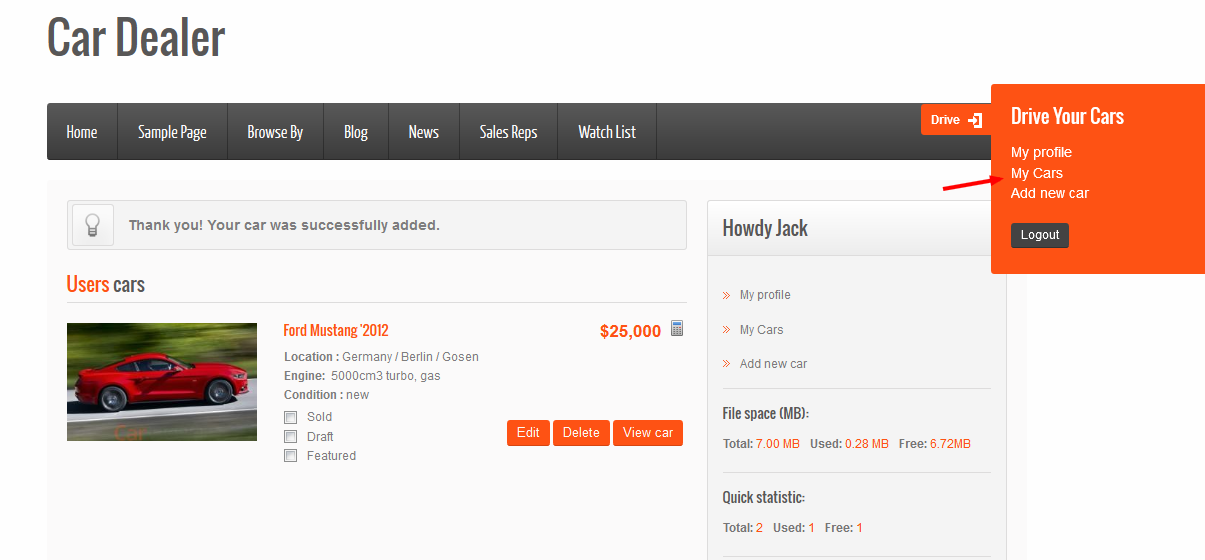 Car Dealer
Home
Sample Page
Browse By
Blog
News
Sales Reps
Watch List
Drive
Drive Your Cars
My profile
My Cars
Add new car
Logout
Thank you! Your car was successfully added.
Users cars
Ford Mustang '2012
$25,000
Location : Germany / Berlin / Gosen
Engine: 5000cm3 turbo, gas
Condition : new
Sold
Draft
Featured
Edit
Delete
View car
Car
Howdy Jack
My profile
My Cars
Add new car
File space (MB):
Total: 7.00 MB Used: 0.28 MB Free: 6.72MB
Quick statistic:
Total: 2 Used: 1 Free: 1